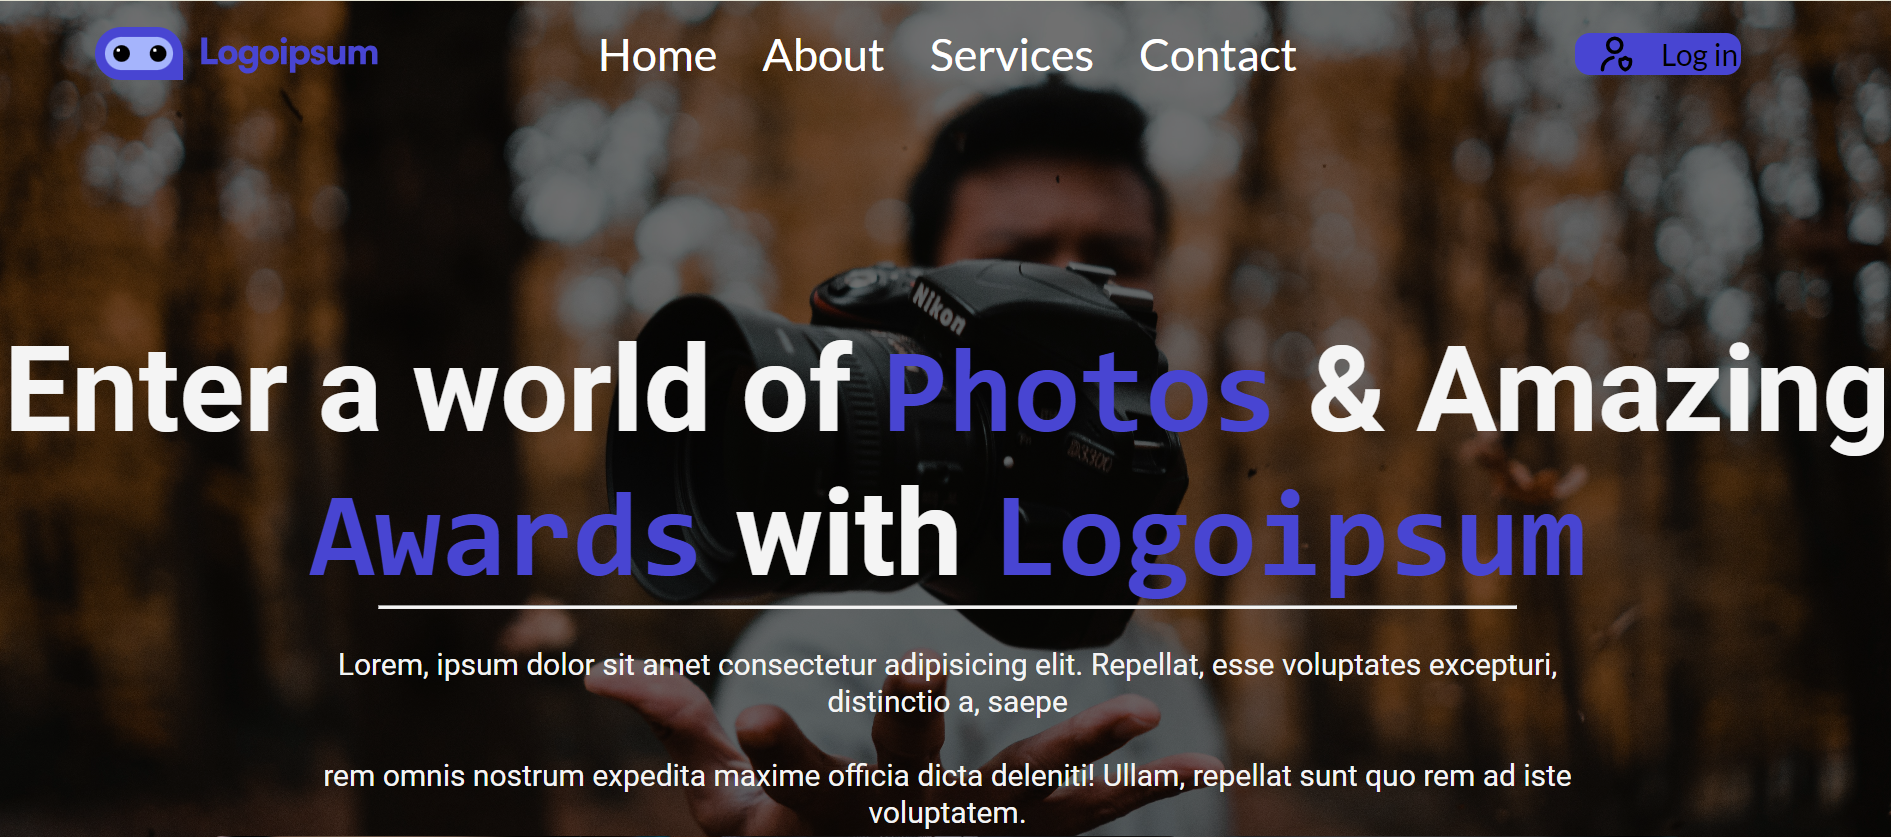 Logoipsum Home About Services Contact Log in
Nikon
Enter a world of Photos & Amazing
D3300
Awards with Logoipsum
Lorem, ipsum dolor sit amet consectetur adipisicing elit. Repellat, esse voluptates excepturi,
distinctio a, saepe
rem omnis nostrum expedita maxime officia dicta deleniti! Ullam, repellat sunt quo rem ad iste
voluptatem.